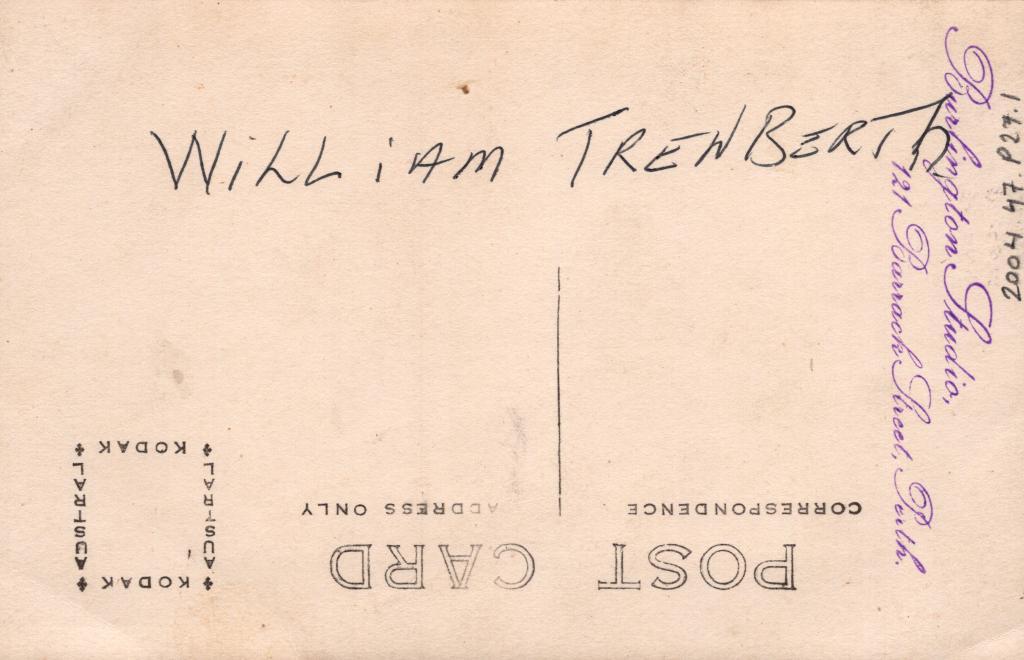 WiLLiAM TREWBERTh
Burlington Studio,
121 Barrack Street, Perth.
2004.47.P27.1
POST CARD
CORRESPONDENCE
ADDRESS ONLY
KODAK
AUSTRAL
AUSTRAL
KODAK